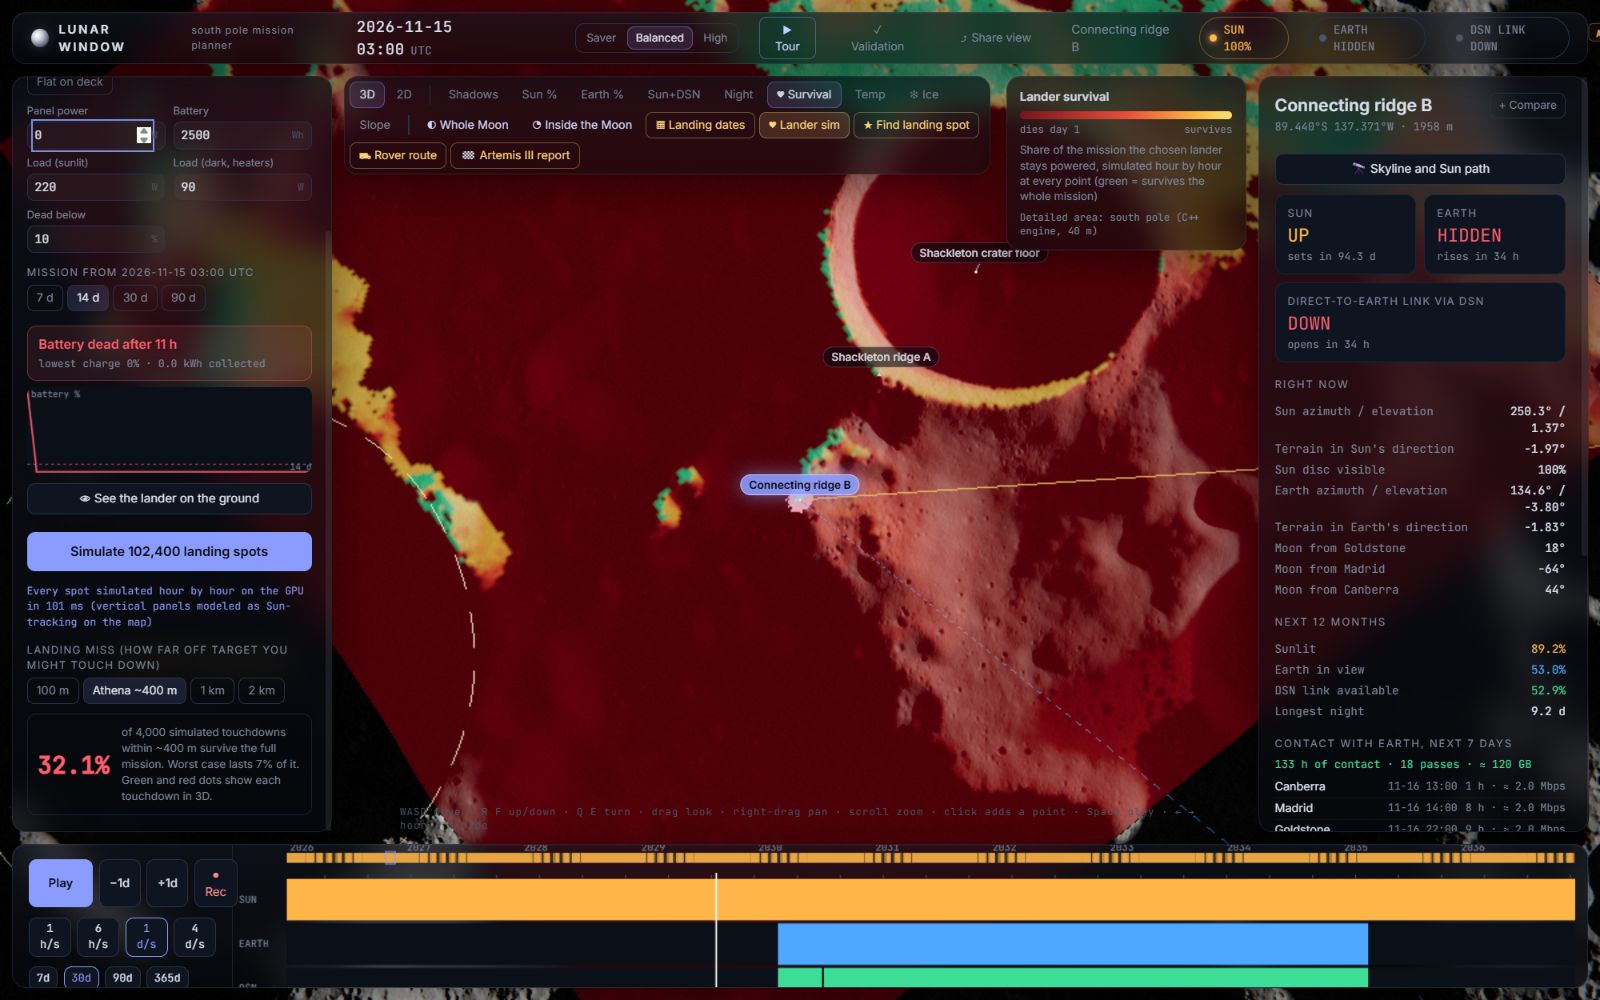 LUNAR WINDOW
south pole mission planner
2026-11-15
03:00 UTC
Saver Balanced High
Tour
Validation
Share view
Connecting ridge B
SUN 100%
EARTH HIDDEN
DSN LINK DOWN
Flat on deck
Panel power Battery
0 2500 Wh
Load (sunlit) Load (dark, heaters)
220 W 90 W
Dead below
10 %
MISSION FROM 2026-11-15 03:00 UTC
7 d 14 d 30 d 90 d
Battery dead after 11 h
lowest charge 0% · 0.0 kWh collected
battery %
14 d
See the lander on the ground
Simulate 102,400 landing spots
Every spot simulated hour by hour on the GPU
in 101 ms (vertical panels modeled as Sun-
tracking on the map)
LANDING MISS (HOW FAR OFF TARGET YOU
MIGHT TOUCH DOWN)
100 m Athena ~400 m 1 km 2 km
32.1%
of 4,000 simulated touchdowns
within ~400 m survive the full
mission. Worst case lasts 7% of it.
Green and red dots show each
touchdown in 3D.
3D 2D Shadows Sun % Earth % Sun+DSN Night Survival Temp Ice
Slope Whole Moon Inside the Moon Landing dates Lander sim Find landing spot
Rover route Artemis III report
Lander survival
dies day 1 survives
Share of the mission the chosen lander
stays powered, simulated hour by hour
at every point (green = survives the
whole mission)
Detailed area: south pole (C++
engine, 40 m)
Shackleton crater floor
Shackleton ridge A
Connecting ridge B
F up/down · Q E turn · drag look · right-drag pan · scroll zoom · click adds a point · play
Connecting ridge B + Compare
89.440°S 137.371°W · 1958 m
Skyline and Sun path
SUN
UP
sets in 94.3 d
EARTH
HIDDEN
rises in 34 h
DIRECT-TO-EARTH LINK VIA DSN
DOWN
opens in 34 h
RIGHT NOW
Sun azimuth / elevation 250.3° / 1.37°
Terrain in Sun's direction -1.97°
Sun disc visible 100%
Earth azimuth / elevation 134.6° / -3.80°
Terrain in Earth's direction -1.83°
Moon from Goldstone 18°
Moon from Madrid -64°
Moon from Canberra 44°
NEXT 12 MONTHS
Sunlit 89.2%
Earth in view 53.0%
DSN link available 52.9%
Longest night 9.2 d
CONTACT WITH EARTH, NEXT 7 DAYS
133 h of contact · 18 passes · ≈ 120 GB
Canberra 11-16 13:00 1 h · ≈ 2.0 Mbps
Madrid 11-16 14:00 8 h · ≈ 2.0 Mbps
Goldstone 11-16 22:00 9 h · ≈ 2.0 Mbps
Play −1d +1d Rec
1 h/s 6 h/s 1 d/s 4 d/s
7d 30d 90d 365d
2026 2027 2028 2029 2030 2031 2032 2033 2034 2035 2036
SUN
EARTH
DSN